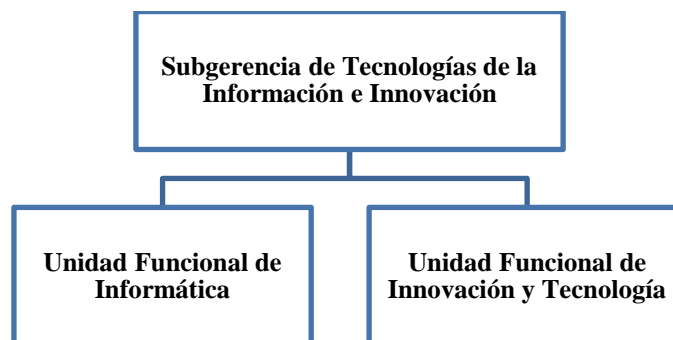 Subgerencia de Tecnologías de la
Información e Innovación
Unidad Funcional de
Informática
Unidad Funcional de
Innovación y Tecnología